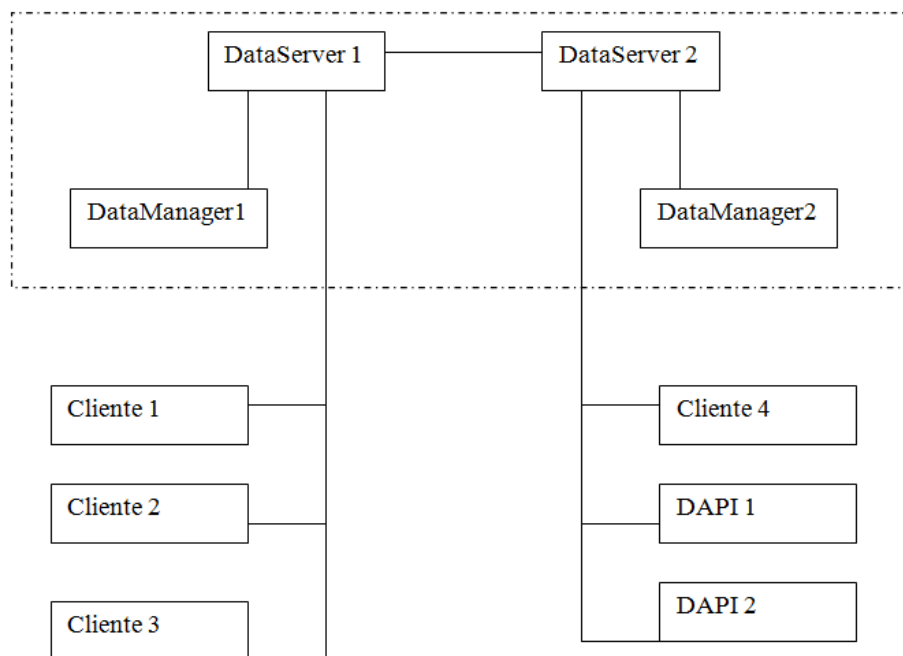 DataServer 1
DataServer 2
DataManager1
DataManager2
Cliente 1
Cliente 4
Cliente 2
DAPI 1
Cliente 3
DAPI 2